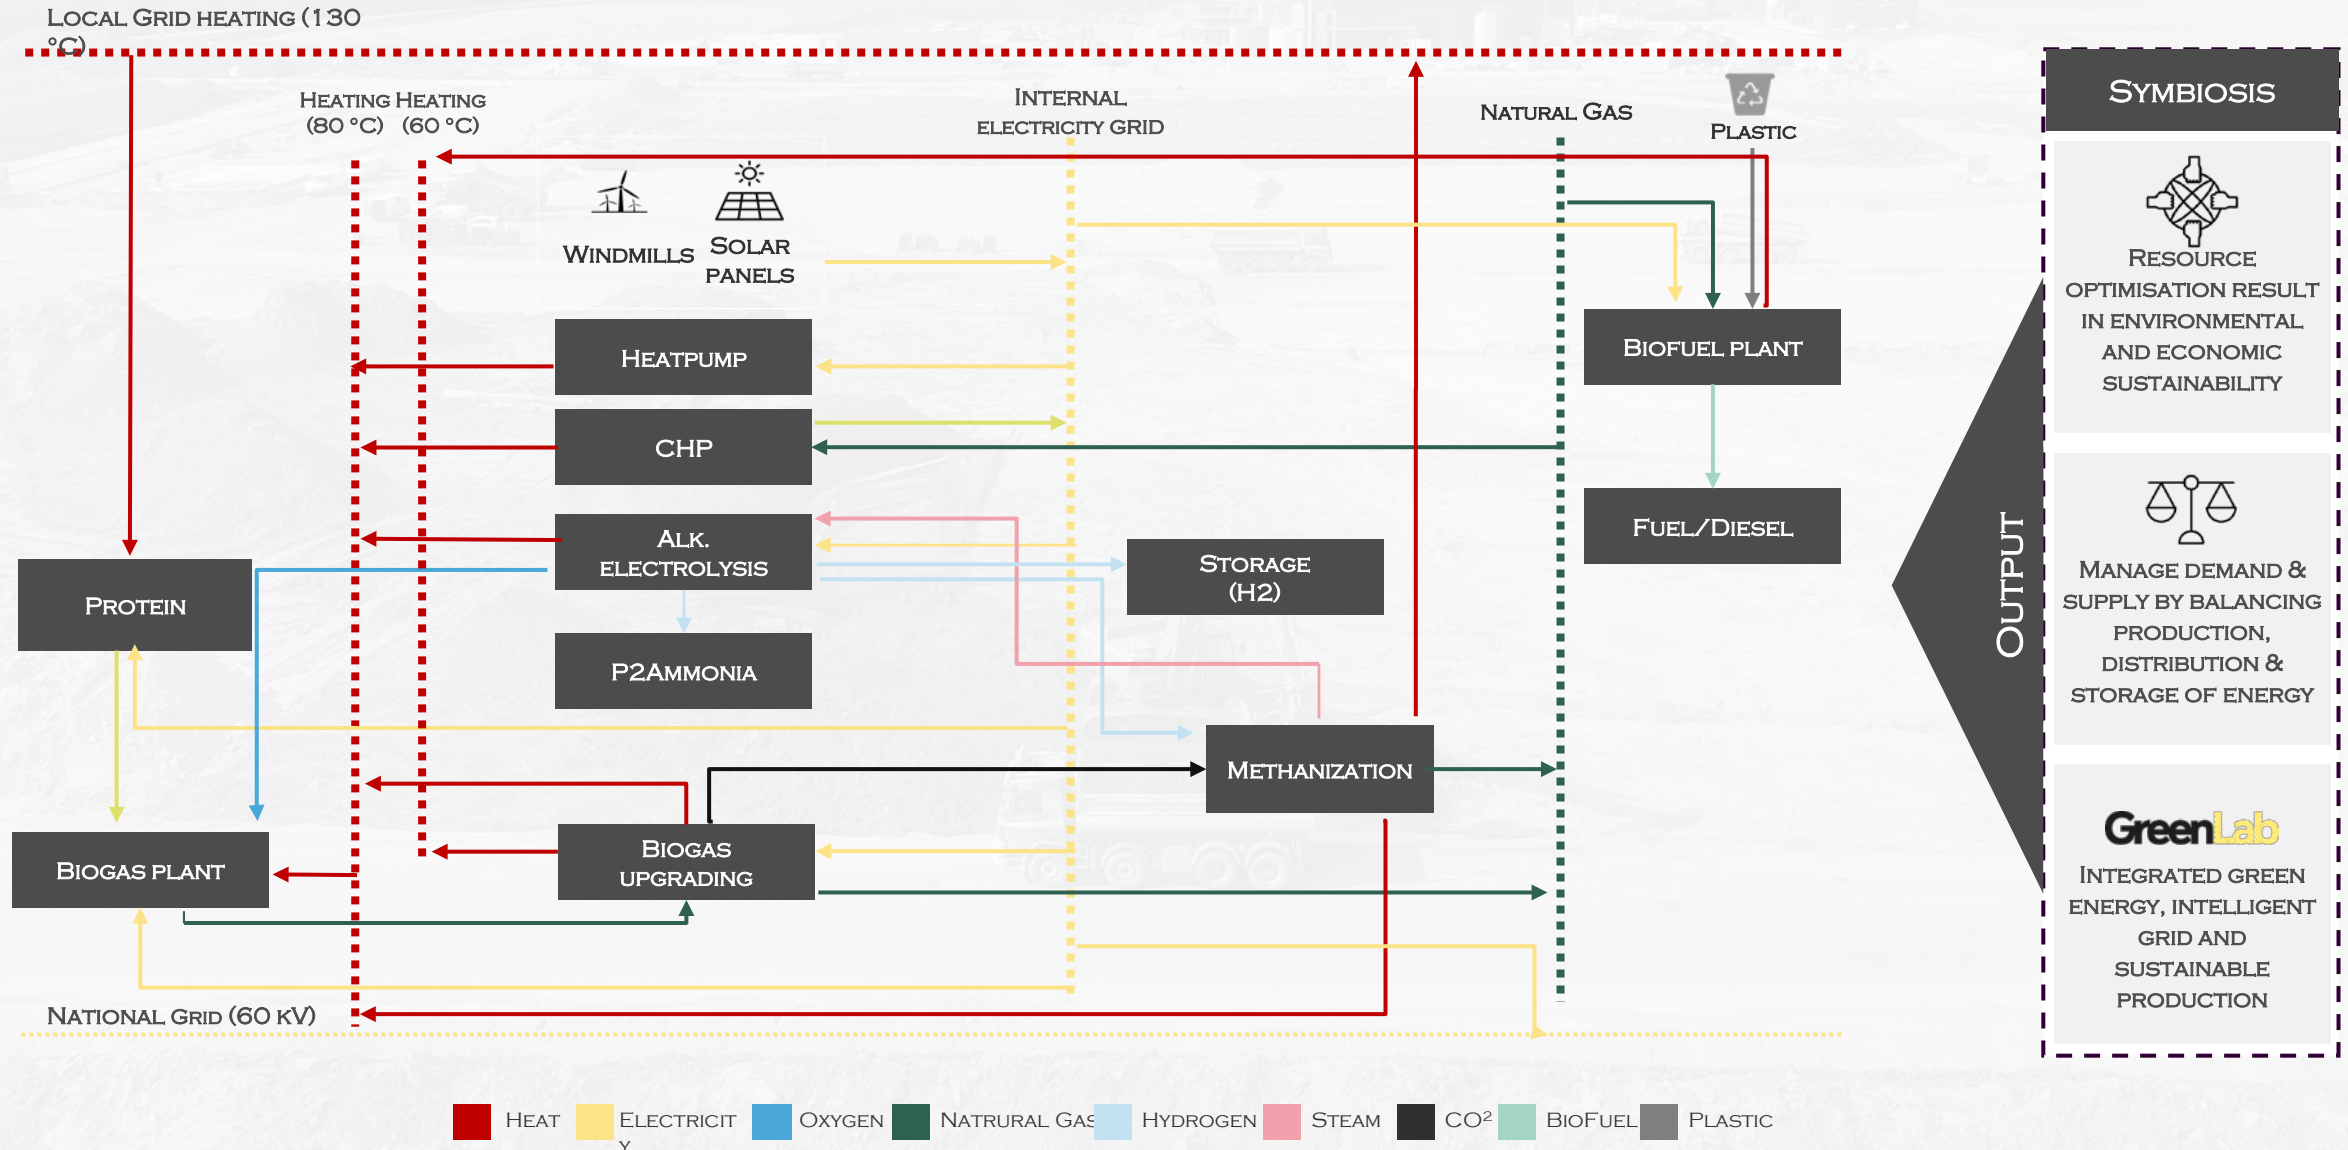 Local Grid heating (130
°C)
Heating
(80 °C)
Heating
(60 °C)
Internal
electricity grid
Natural Gas
Plastic
Windmills
Solar
panels
Heatpump
CHP
Alk.
electrolysis
P2Ammonia
Storage
(H2)
Biofuel plant
Fuel/Diesel
Protein
Biogas plant
Biogas
upgrading
Methanization
National Grid (60 kV)
Output
Symbiosis
Resource
optimisation result
in environmental
and economic
sustainability
Manage demand &
supply by balancing
production,
distribution &
storage of energy
GreenLab
Integrated green
energy, intelligent
grid and
sustainable
production
Heat
Electricit
y
Oxygen
Natrural Gas
Hydrogen
Steam
CO²
BioFuel
Plastic